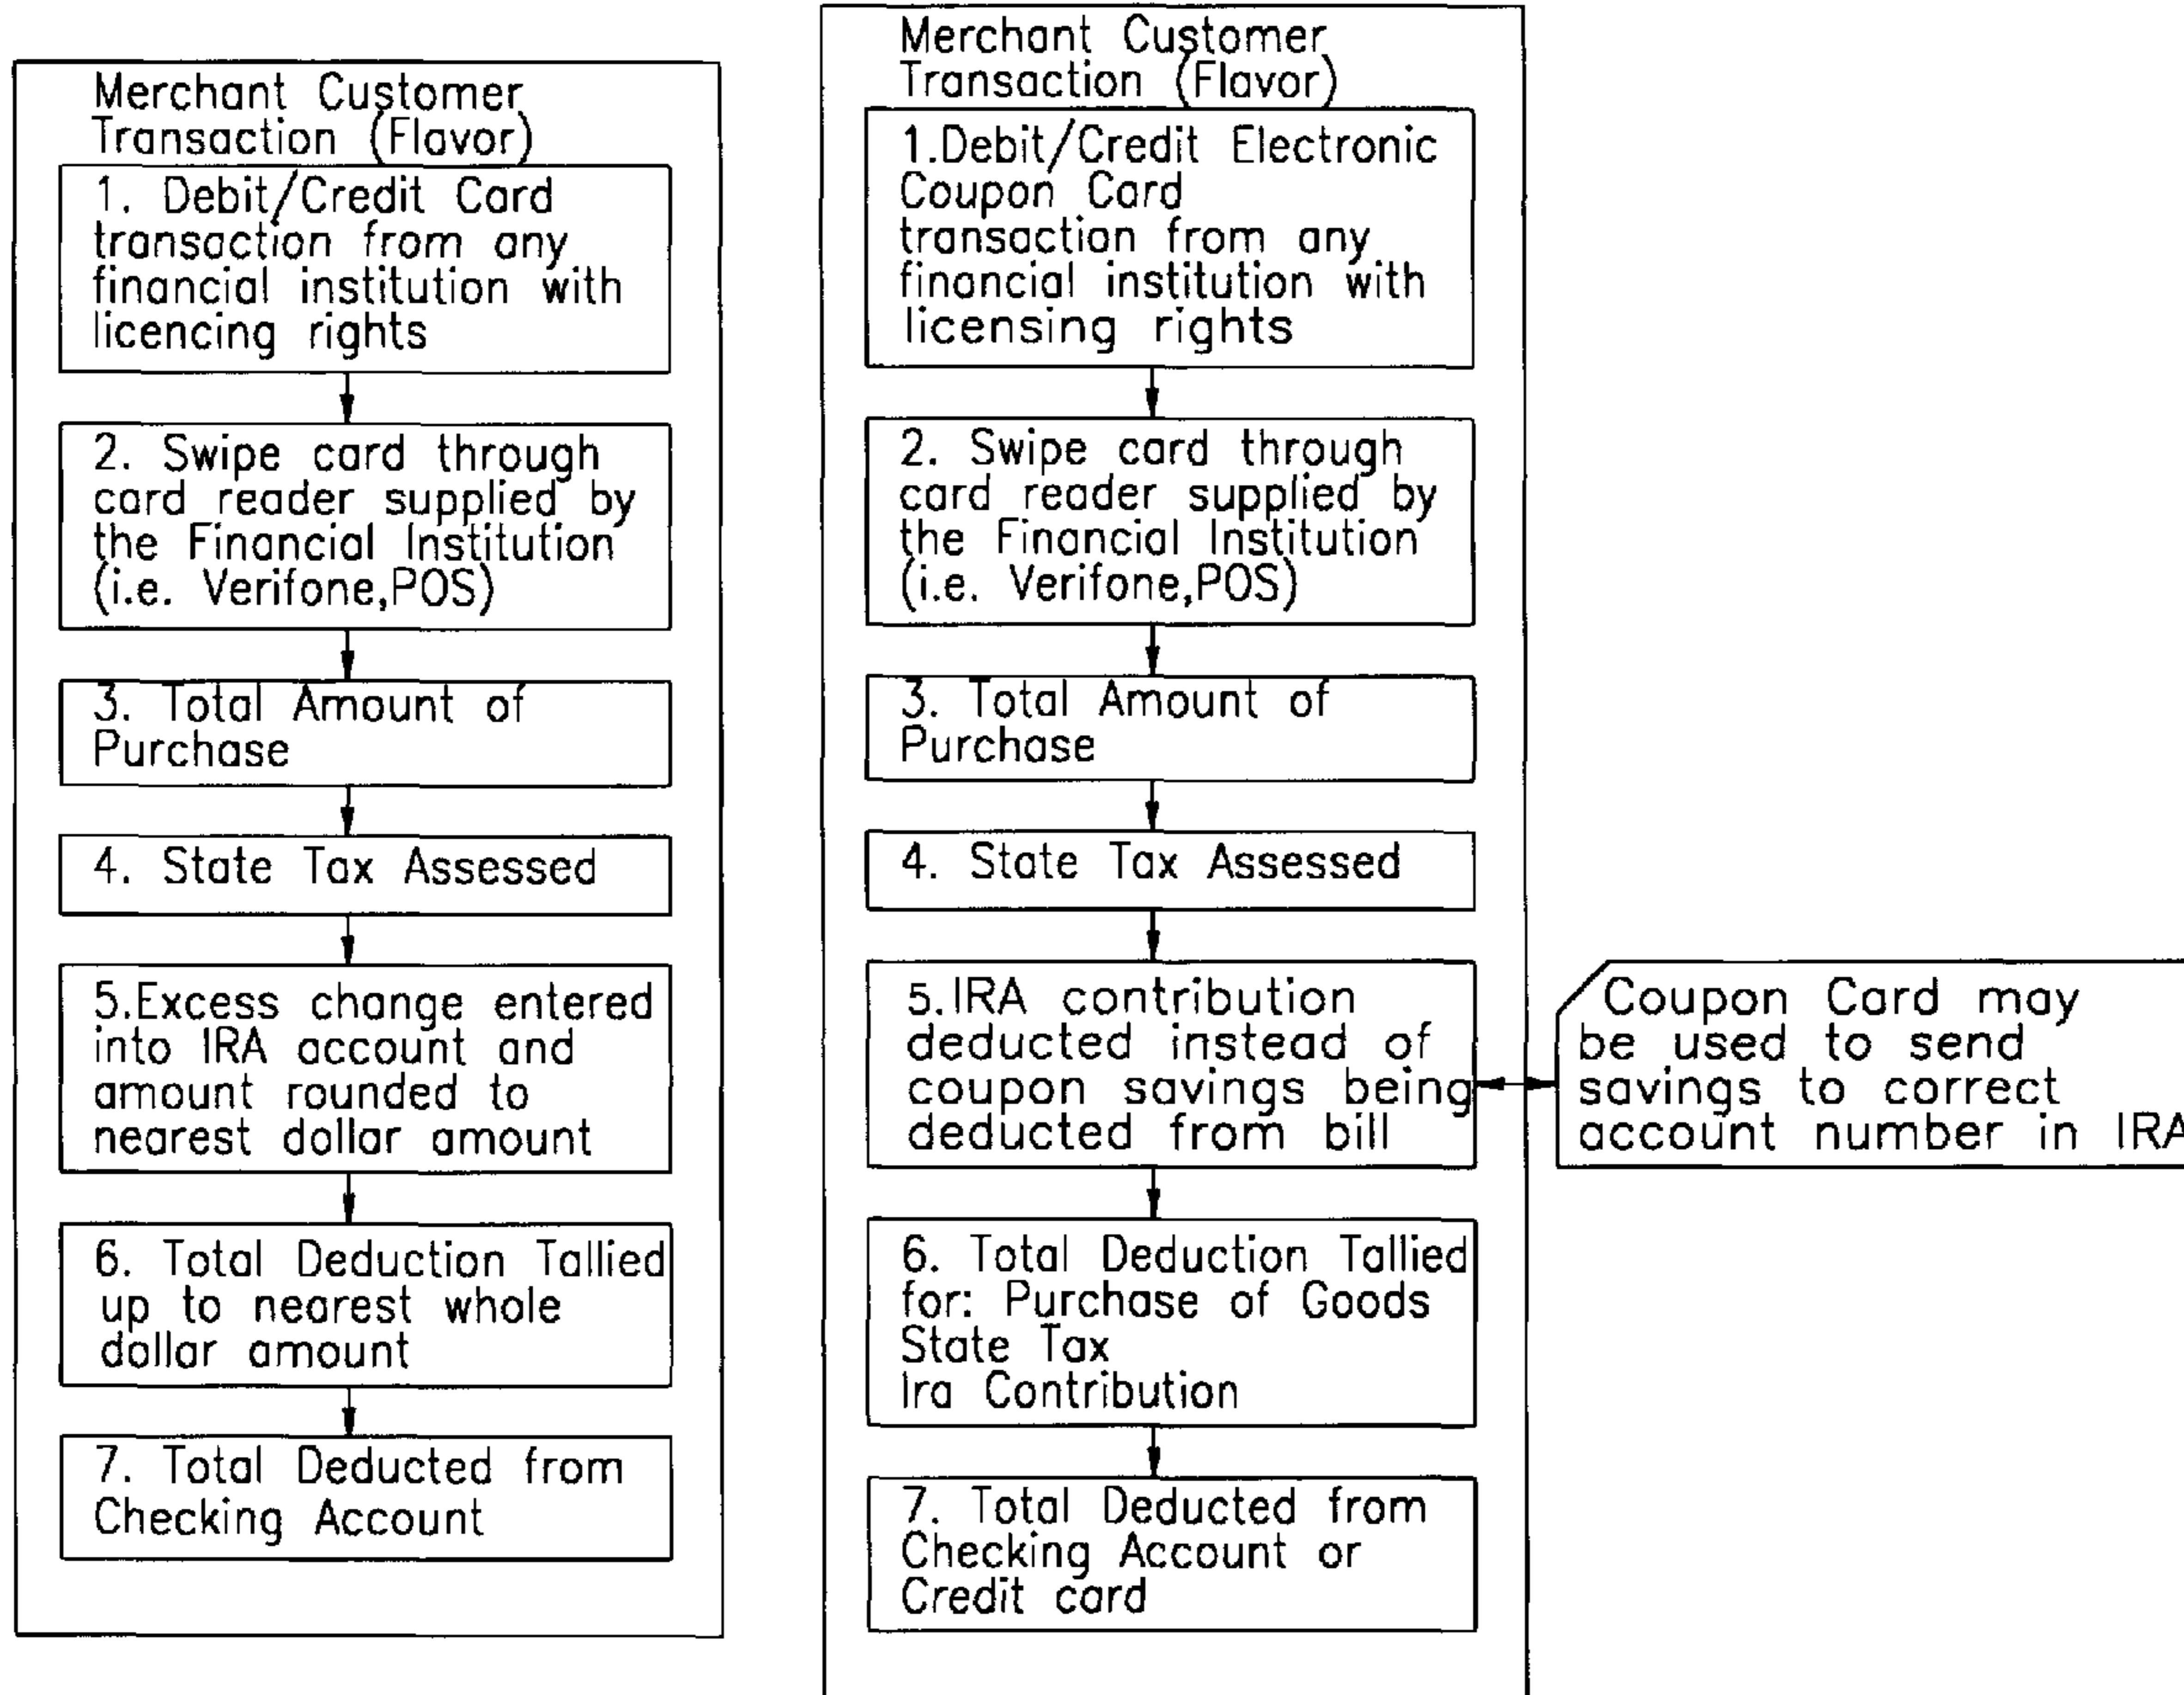 Merchant Customer
Transaction (Flavor)
1. Debit/Credit Card
transaction from any
financial institution with
licencing rights
2. Swipe card through
card reader supplied by
the Financial Institution
(i.e. Verifone,POS)
3. Total Amount of
Purchase
4. State Tax Assessed
5.Excess change entered
into IRA account and
amount rounded to
nearest dollar amount
6. Total Deduction Tallied
up to nearest whole
dollar amount
7. Total Deducted from
Checking Account
Merchant Customer
Transaction (Flavor)
1.Debit/Credit Electronic
Coupon Card
transaction from any
financial institution with
licensing rights
2. Swipe card through
card reader supplied by
the Financial Institution
(i.e. Verifone,POS)
3. Total Amount of
Purchase
4. State Tax Assessed
5.IRA contribution
deducted instead of
coupon savings being
deducted from bill
6. Total Deduction Tallied
for: Purchase of Goods
State Tax
Ira Contribution
7. Total Deducted from
Checking Account or
Credit card
Coupon Card may
be used to send
savings to correct
account number in IRA